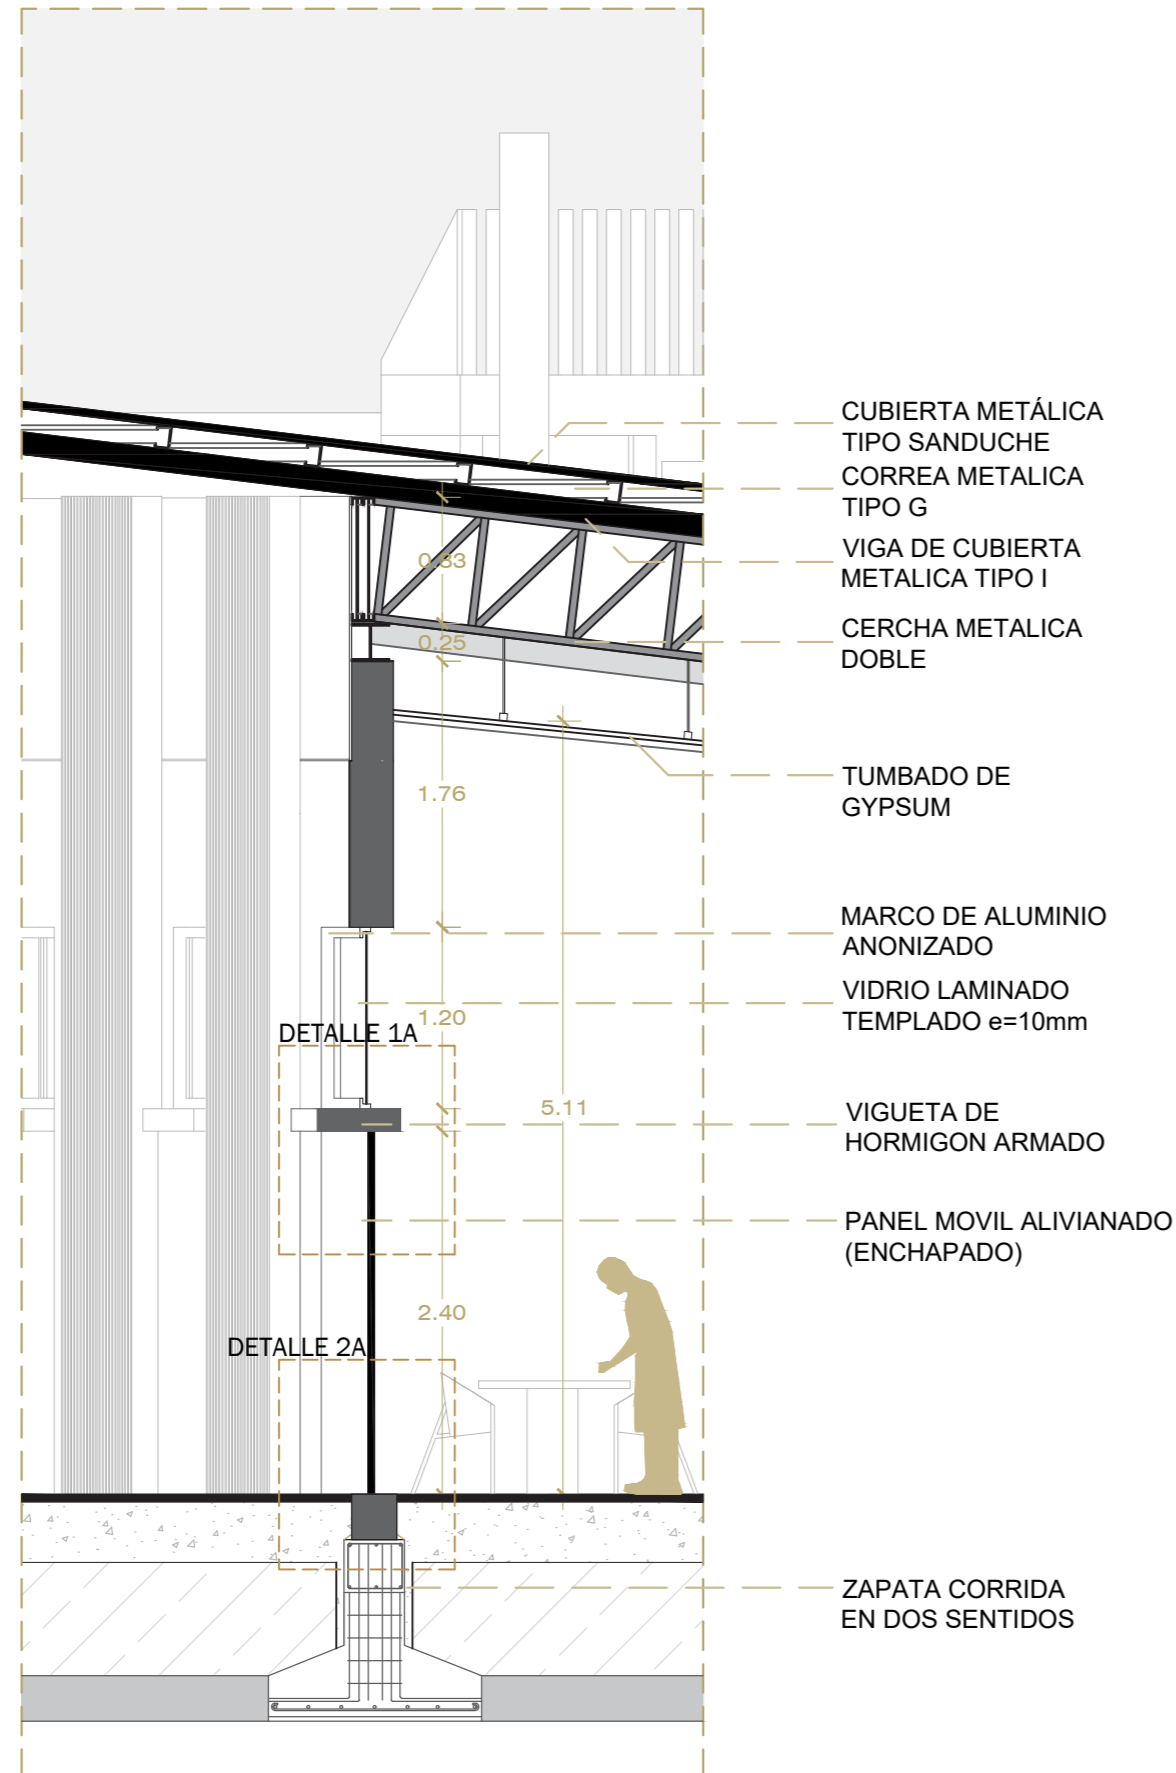 CUBIERTA METÁLICA
TIPO SANDUCHE
CORREA METALICA
TIPO G
VIGA DE CUBIERTA
METALICA TIPO I
0.83
CERCHA METALICA
DOBLE
0.25
TUMBADO DE
GYPSUM
1.76
MARCO DE ALUMINIO
ANONIZADO
VIDRIO LAMINADO
TEMPLADO e=10mm
1.20
DETALLE 1A
5.11
VIGUETA DE
HORMIGON ARMADO
PANEL MOVIL ALIVIANADO
(ENCHAPADO)
2.40
DETALLE 2A
ZAPATA CORRIDA
EN DOS SENTIDOS